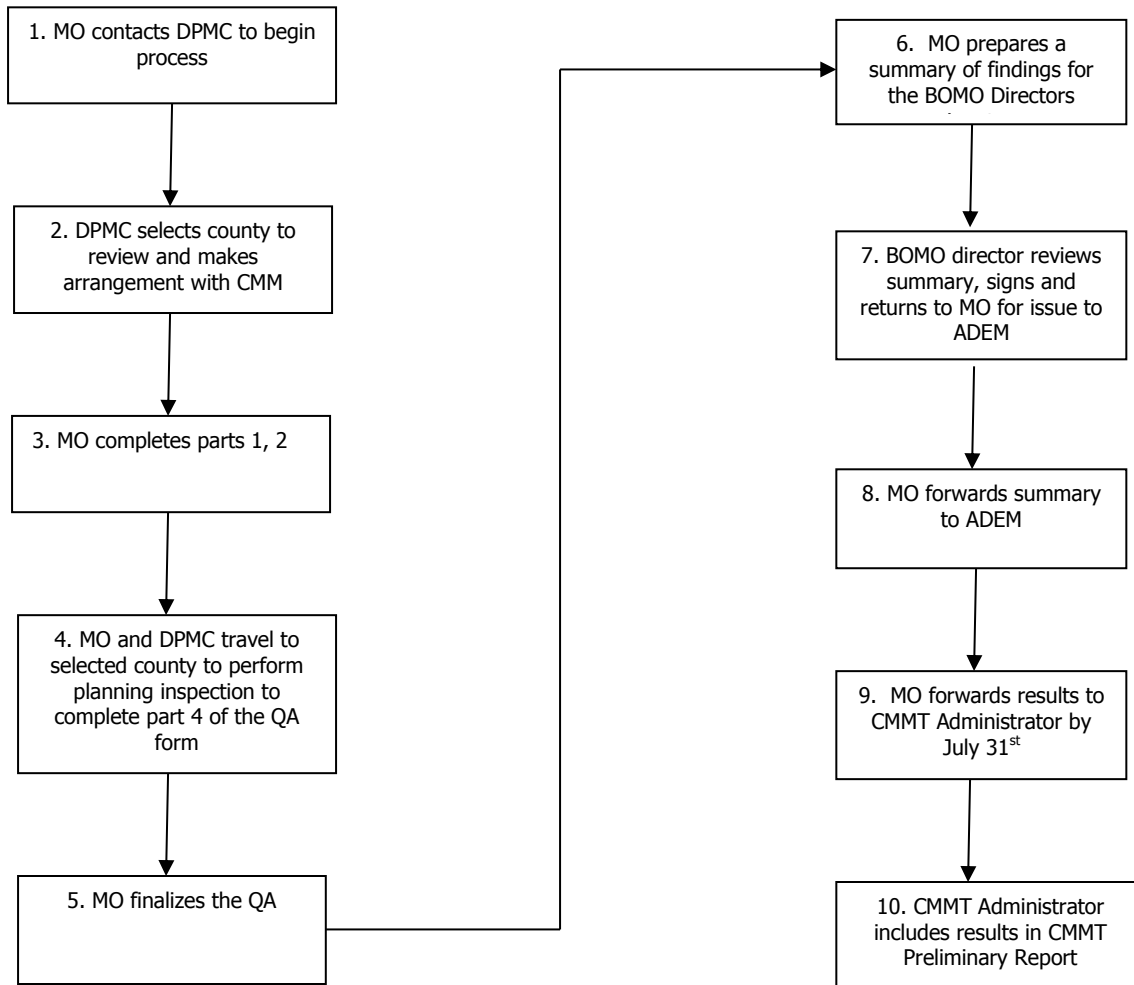 1. MO contacts DPMC to begin
process
2. DPMC selects county to
review and makes
arrangement with CMM
3. MO completes parts 1, 2
4. MO and DPMC travel to
selected county to perform
planning inspection to
complete part 4 of the QA
form
5. MO finalizes the QA
6. MO prepares a
summary of findings for
the BOMO Directors
7. BOMO director reviews
summary, signs and
returns to MO for issue to
ADEM
8. MO forwards summary
to ADEM
9. MO forwards results to
CMMT Administrator by
July 31st
10. CMMT Administrator
includes results in CMMT
Preliminary Report